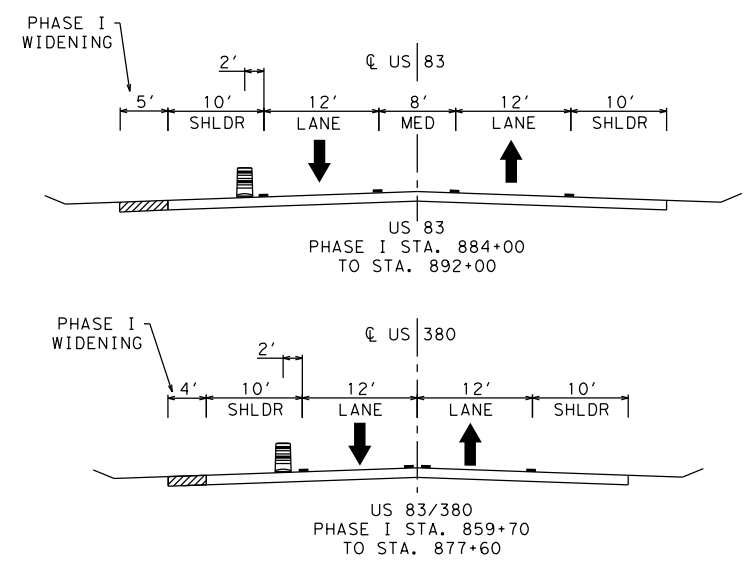 PHASE I
WIDENING
2'
℄ US 83
5' 10' 12' 8' 12' 10'
SHLDR LANE MED LANE SHLDR
US 83
PHASE I STA. 884+00
TO STA. 892+00
PHASE I
WIDENING
℄ US 380
2'
4' 10' 12' 12' 10'
SHLDR LANE LANE SHLDR
US 83/380
PHASE I STA. 859+70
TO STA. 877+60